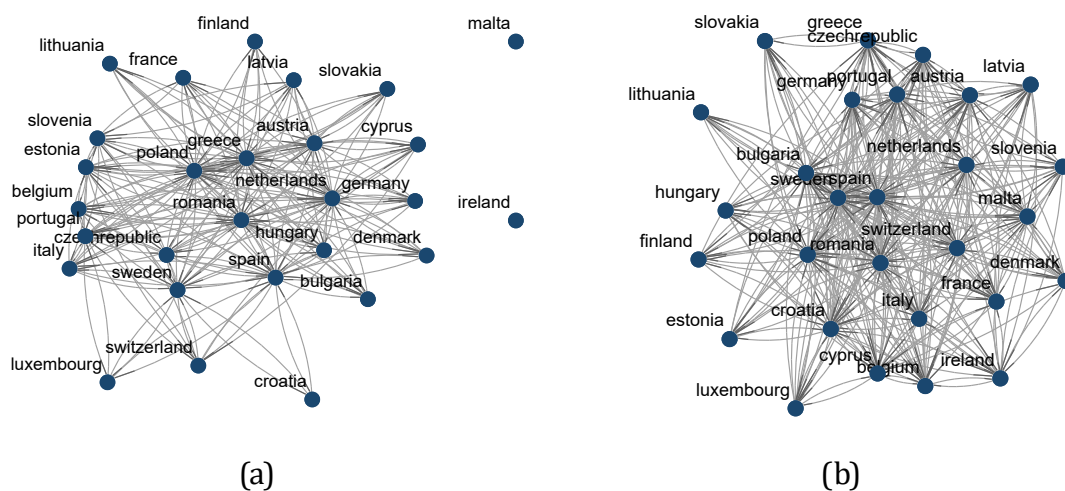 finland
malta
lithuania
france
latvia
slovakia
slovenia
austria
cyprus
greece
estonia
poland
netherlands
germany
belgium
romania
portugal
ireland
czechrepublic
hungary
denmark
italy
sweden
spain
bulgaria
switzerland
luxembourg
croatia
(a)
slovakia
greece
czechrepublic
germany
portugal
austria
latvia
lithuania
bulgaria
netherlands
slovenia
sweden
spain
hungary
malta
finland
poland
romania
switzerland
denmark
france
estonia
croatia
italy
cyprus
belgium
ireland
luxembourg
(b)